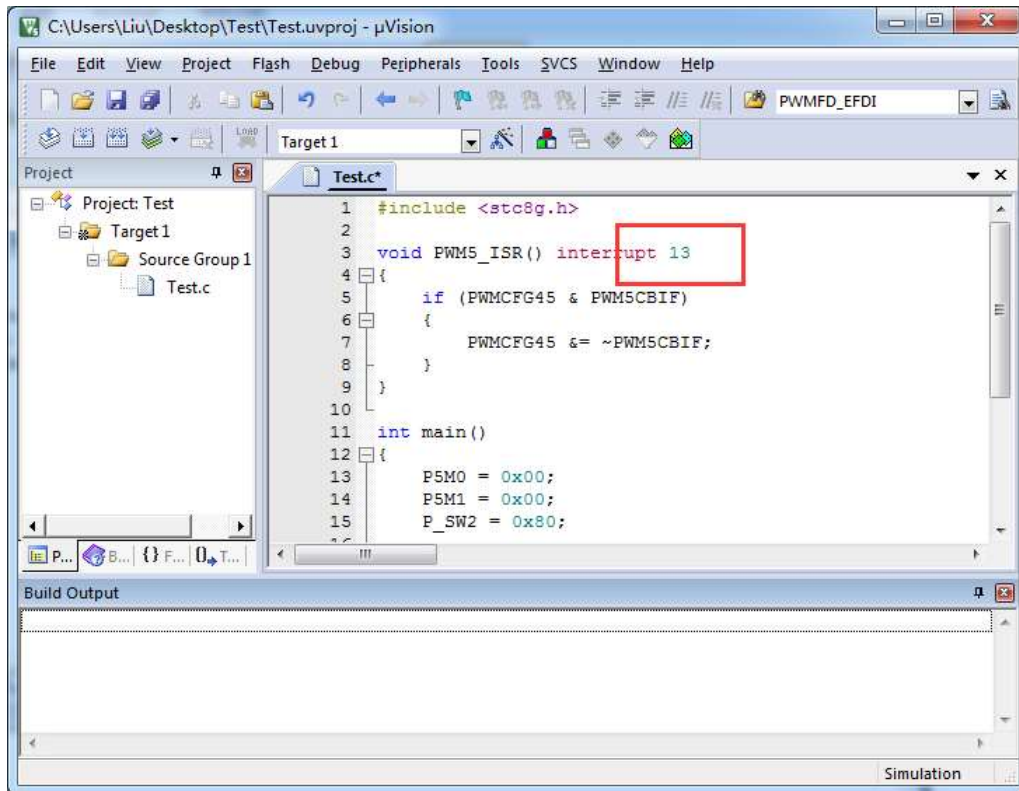 C:\Users\Liu\Desktop\Test\Test.uvproj - µVision
File Edit View Project Flash Debug Peripherals Tools SVCS Window Help
PWMFD_EFDI
LOAD Target 1
Project
Test.c*
Project: Test
Target 1
Source Group 1
Test.c
1 #include <stc8g.h>
2
3 void PWM5_ISR() interrupt 13
4 {
5 if (PWMCFG45 & PWM5CBIF)
6 {
7 PWMCFG45 &= ~PWM5CBIF;
8 }
9 }
10
11 int main()
12 {
13 P5M0 = 0x00;
14 P5M1 = 0x00;
15 P_SW2 = 0x80;
P... B... {} F... 0 T...
Build Output
Simulation